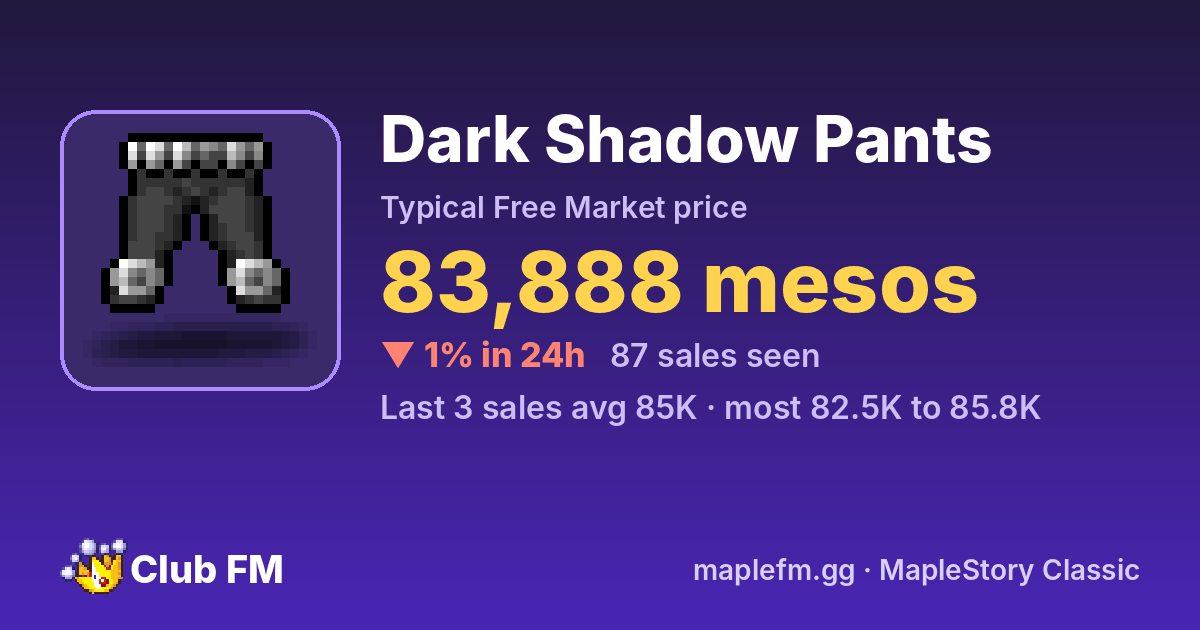 Dark Shadow Pants
Typical Free Market price
83,888 mesos
▼ 1% in 24h 87 sales seen
Last 3 sales avg 85K · most 82.5K to 85.8K
Club FM
maplefm.gg · MapleStory Classic